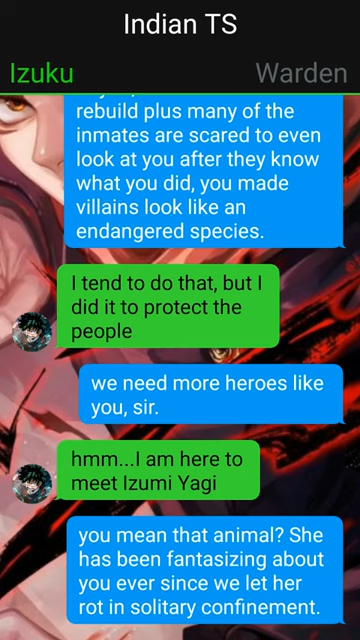 Indian TS
Izuku Warden
rebuild plus many of the
inmates are scared to even
look at you after they know
what you did, you made
villains look like an
endangered species.
I tend to do that, but I
did it to protect the
people
we need more heroes like
you, sir.
hmm...I am here to
meet Izumi Yagi
you mean that animal? She
has been fantasizing about
you ever since we let her
rot in solitary confinement.